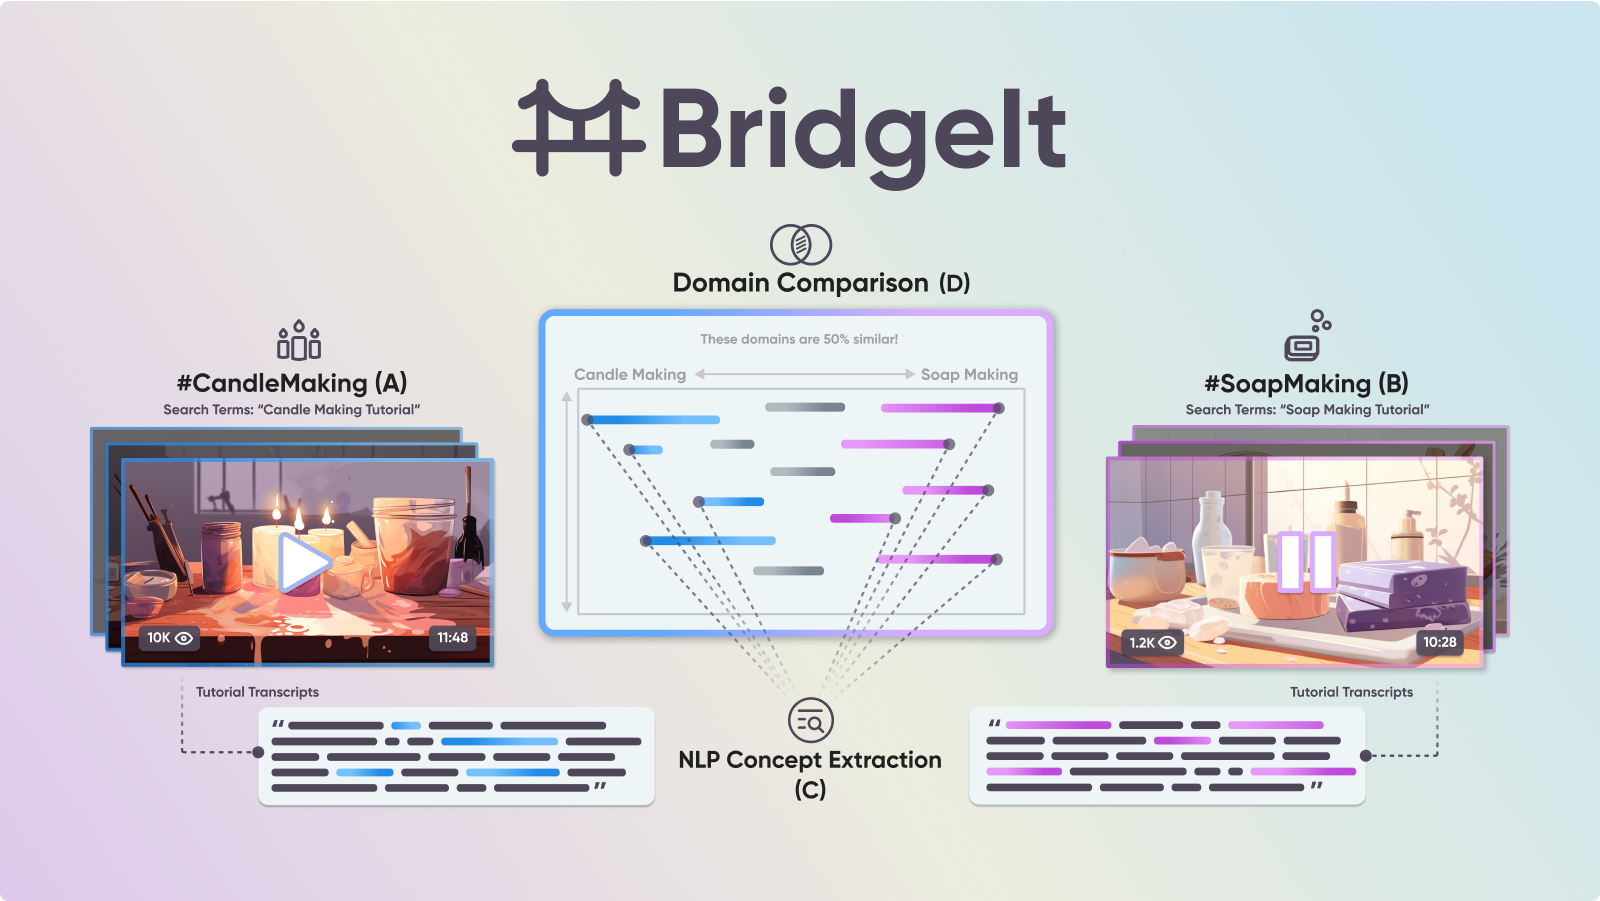 BridgeIt
Domain Comparison (D)
These domains are 50% similar!
Candle Making
Soap Making
#CandleMaking (A)
Search Terms: “Candle Making Tutorial”
10K
11:48
Tutorial Transcripts
“
”
NLP Concept Extraction
(C)
#SoapMaking (B)
Search Terms: “Soap Making Tutorial”
1.2K
10:28
Tutorial Transcripts
“
”